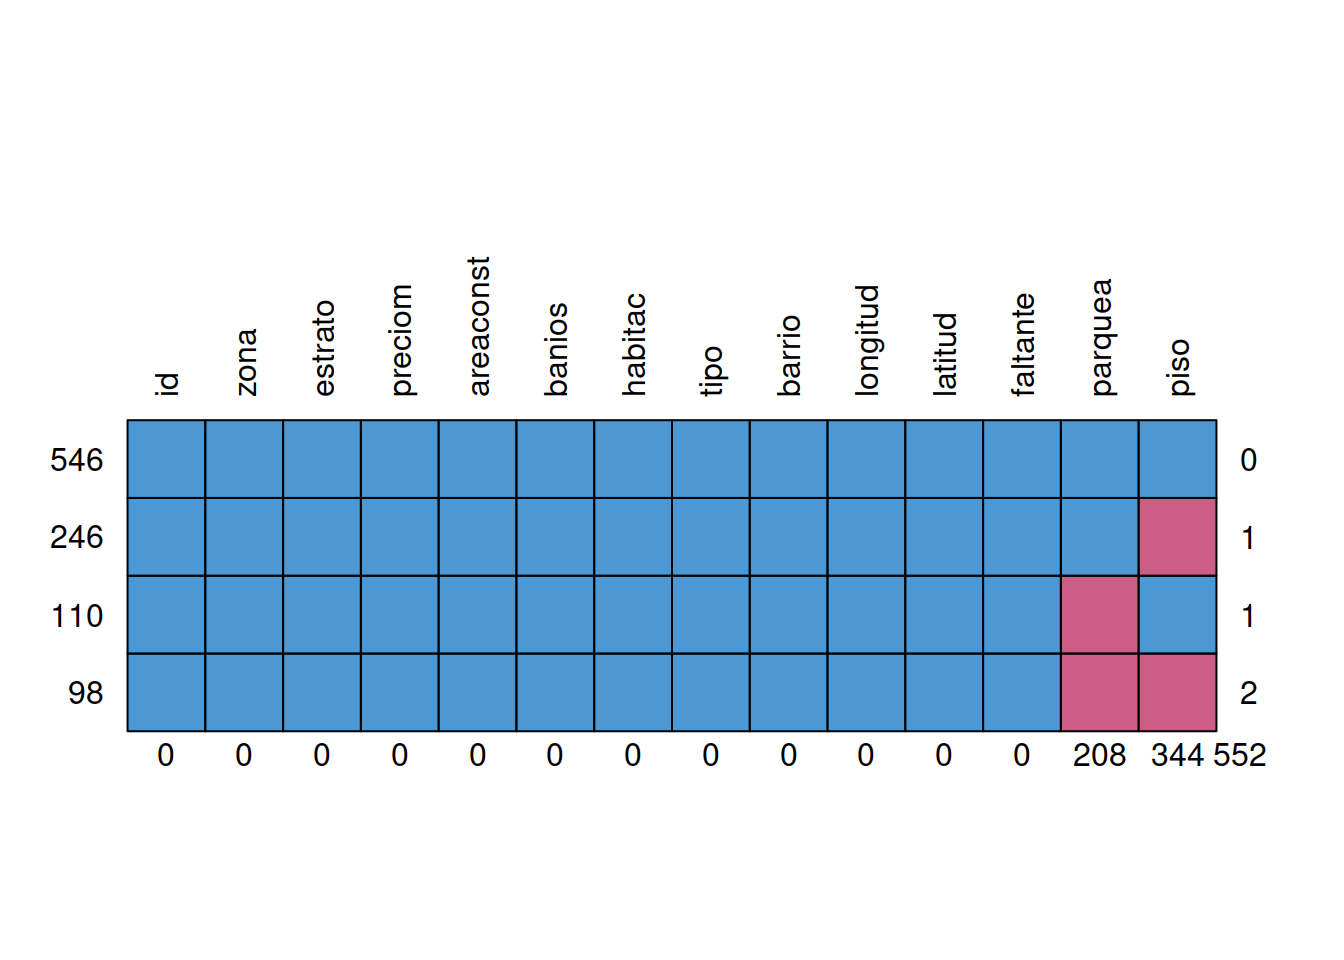 id zona estrato preciom areaconst banios habitac tipo barrio longitud latitud faltante parquea piso
546 0
246 1
110 1
98 2
0 0 0 0 0 0 0 0 0 0 0 0 208 344 552